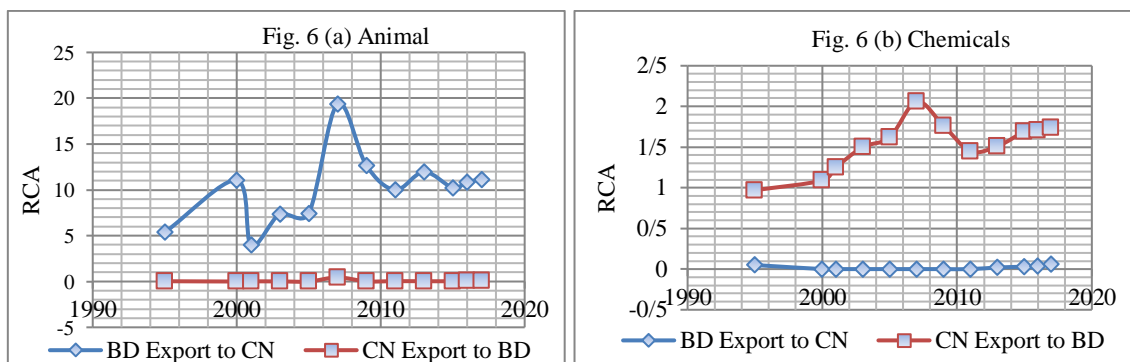 Fig. 6 (a) Animal
25
20
15
10
5
0
-5
1990
2000
2010
2020
RCA
BD Export to CN
CN Export to BD
Fig. 6 (b) Chemicals
2/5
2
1/5
1
0/5
0
-0/5
1990
2000
2010
2020
RCA
BD Export to CN
CN Export to BD